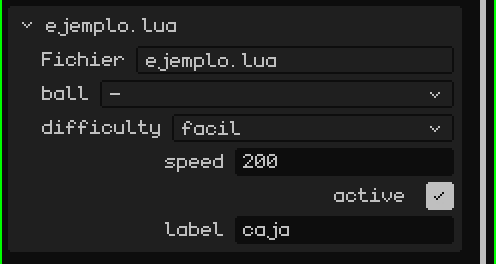 ejemplo.lua
Fichier ejemplo.lua
ball -
difficulty facil
speed 200
active
label caja